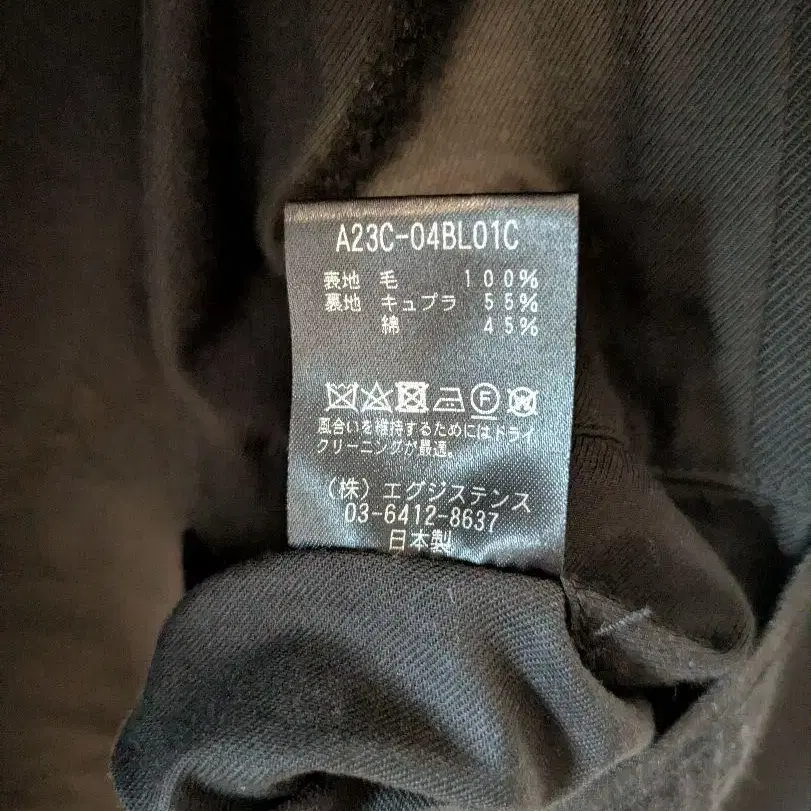 A23C-04BL01C
表地 毛 100%
裏地 キュプラ 55%
綿 45%
F W
風合いを維持するためにはドライ
クリーニングが最適。
(株)エグジステンス
03-6412-8637
日本製